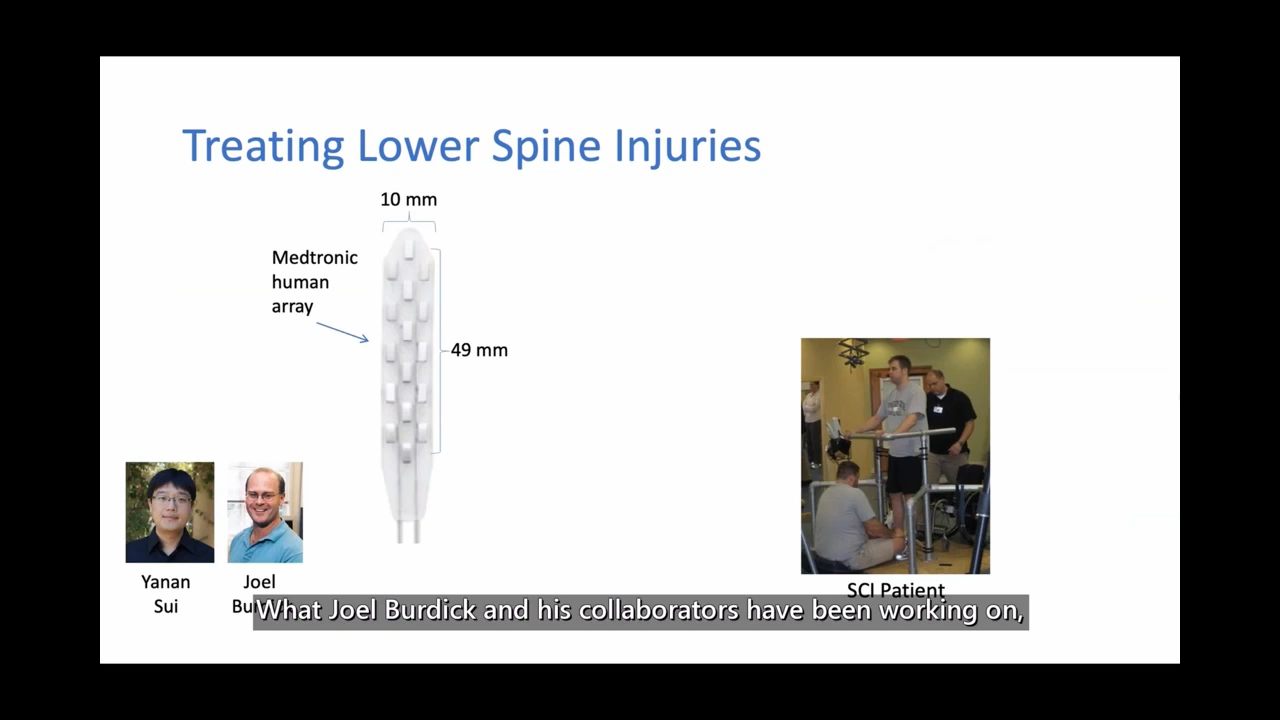 Treating Lower Spine Injuries
10 mm
Medtronic
human
array
49 mm
Yanan
Sui
Joel
SCI Patient
What Joel Burdick and his collaborators have been working on,